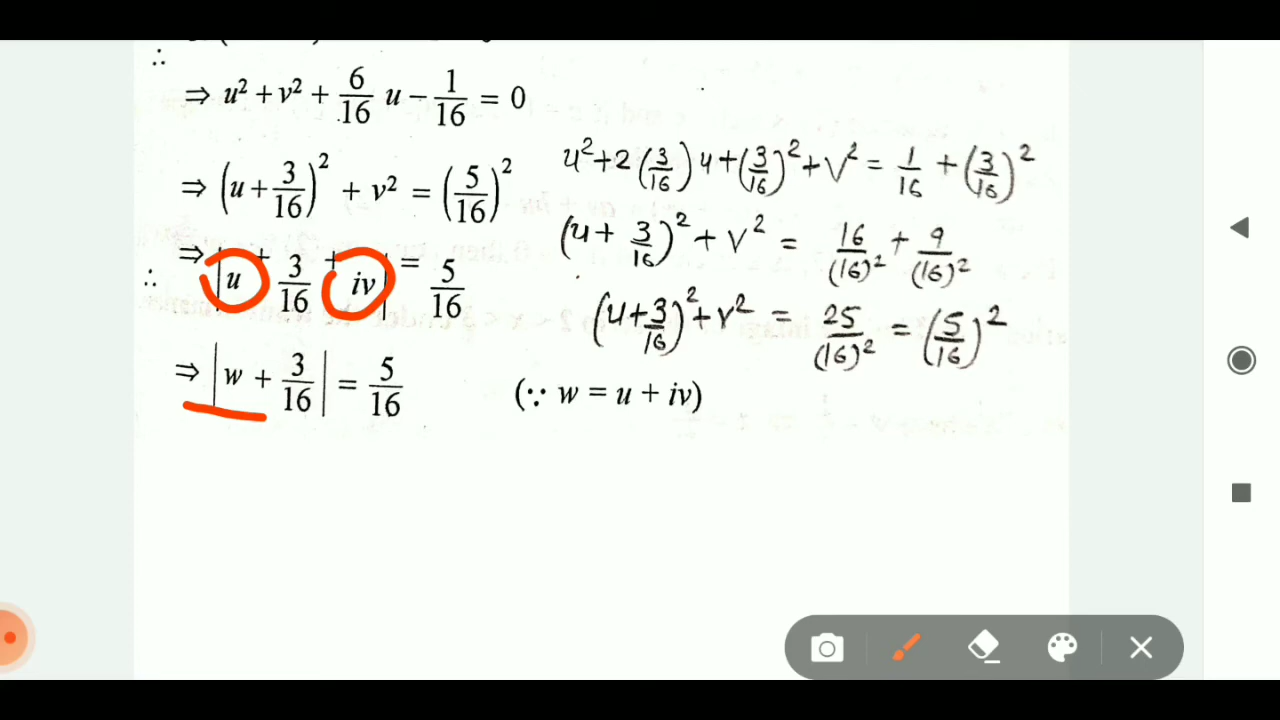 ∴
⇒ u² + v² + 6/16 u − 1/16 = 0
⇒ (u + 3/16)² + v² = (5/16)²
∴ ⇒ |u + 3/16 + iv| = 5/16
⇒ |w + 3/16| = 5/16 (∵ w = u + iv)
u² + 2(3/16)u + (3/16)² + v² = 1/16 + (3/16)²
(u + 3/16)² + v² = 16/(16)² + 9/(16)²
(u + 3/16)² + v² = 25/(16)² = (5/16)²